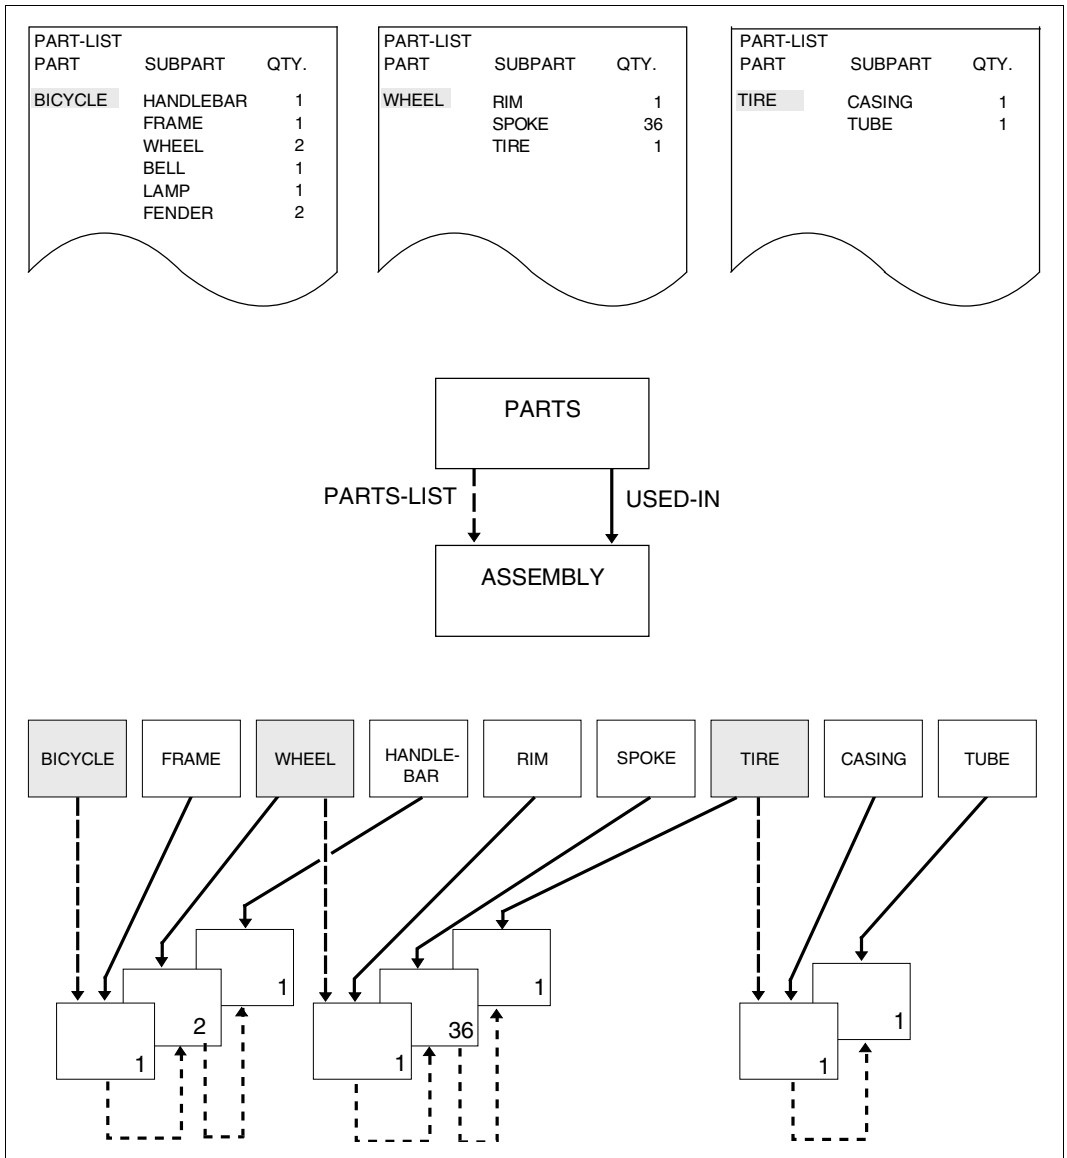 PART-LIST
PART SUBPART QTY.
BICYCLE HANDLEBAR 1
FRAME 1
WHEEL 2
BELL 1
LAMP 1
FENDER 2
PART-LIST
PART SUBPART QTY.
WHEEL RIM 1
SPOKE 36
TIRE 1
PART-LIST
PART SUBPART QTY.
TIRE CASING 1
TUBE 1
PARTS
PARTS-LIST USED-IN
ASSEMBLY
BICYCLE FRAME WHEEL HANDLE-
BAR RIM SPOKE TIRE CASING TUBE
1 2 1
1 36 1
1 1